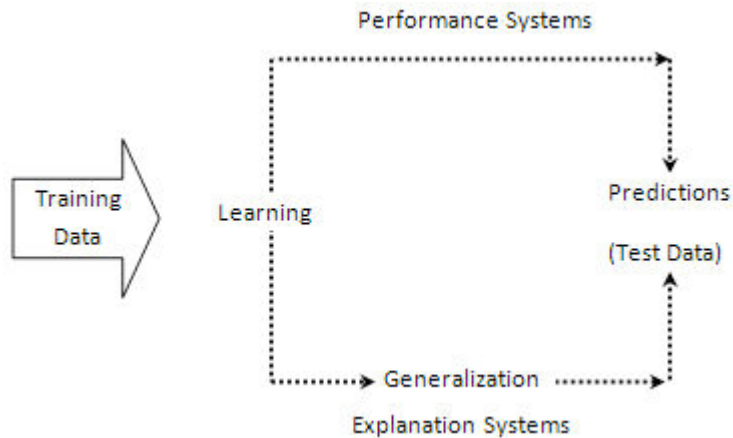 Performance Systems
Training
Data
Learning
Predictions
(Test Data)
Generalization
Explanation Systems